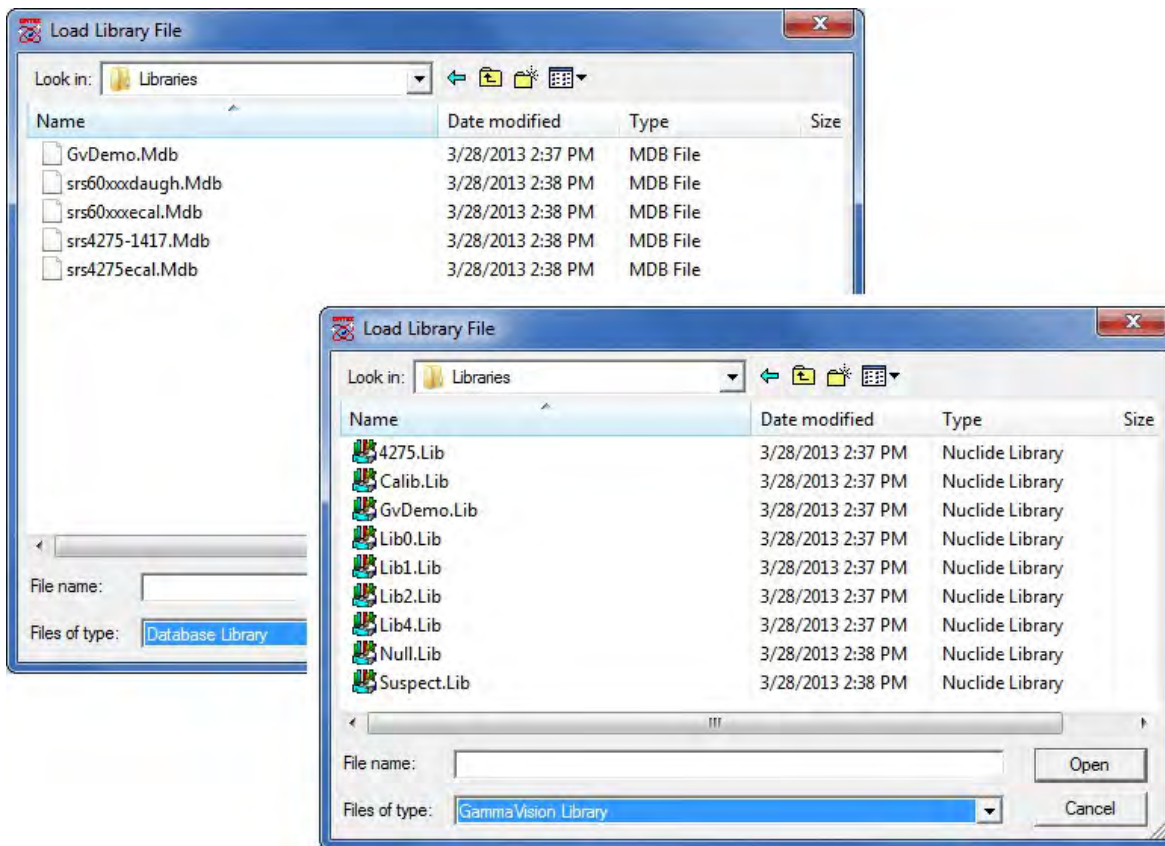 ORTEC
Load Library File
X
Look in: Libraries
Name Date modified Type Size
GvDemo.Mdb 3/28/2013 2:37 PM MDB File
srs60xxxdaugh.Mdb 3/28/2013 2:38 PM MDB File
srs60xxxecal.Mdb 3/28/2013 2:38 PM MDB File
srs4275-1417.Mdb 3/28/2013 2:38 PM MDB File
srs4275ecal.Mdb 3/28/2013 2:38 PM MDB File
File name:
Files of type: Database Library
ORTEC
Load Library File
X
Look in: Libraries
Name Date modified Type Size
4275.Lib 3/28/2013 2:37 PM Nuclide Library
Calib.Lib 3/28/2013 2:37 PM Nuclide Library
GvDemo.Lib 3/28/2013 2:37 PM Nuclide Library
Lib0.Lib 3/28/2013 2:37 PM Nuclide Library
Lib1.Lib 3/28/2013 2:37 PM Nuclide Library
Lib2.Lib 3/28/2013 2:37 PM Nuclide Library
Lib4.Lib 3/28/2013 2:37 PM Nuclide Library
Null.Lib 3/28/2013 2:38 PM Nuclide Library
Suspect.Lib 3/28/2013 2:38 PM Nuclide Library
File name: Open
Files of type: GammaVision Library Cancel